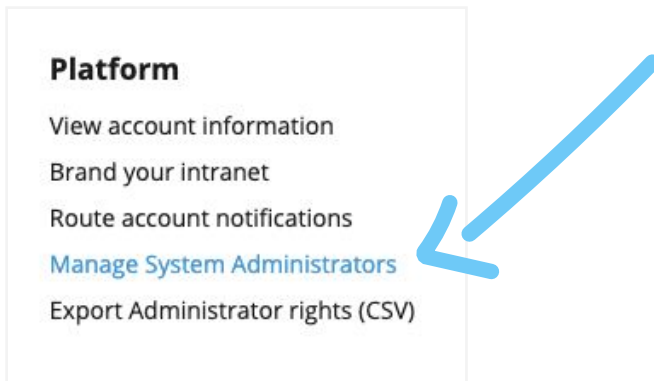 Platform
View account information
Brand your intranet
Route account notifications
Manage System Administrators
Export Administrator rights (CSV)